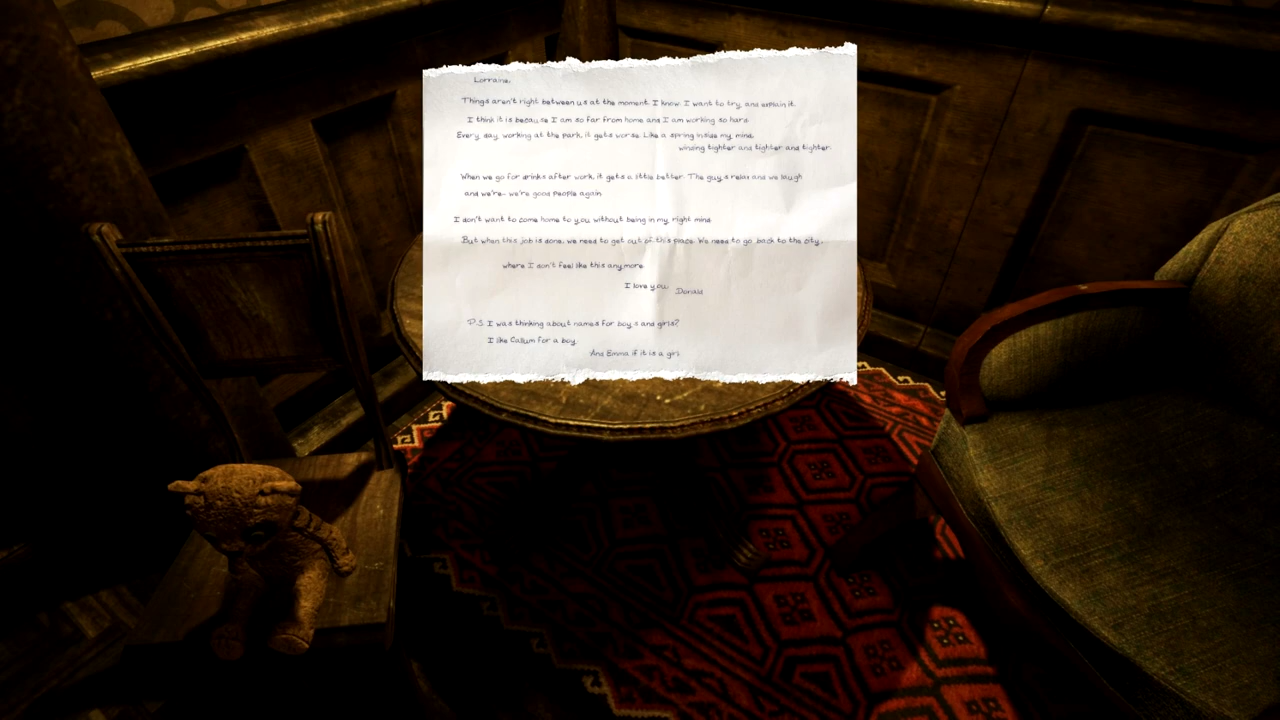 Lorraine,
Things aren't right between us at the moment. I know. I want to try, and explain it.
I think it is because I am so far from home and I am working so hard.
Every day, working at the park, it gets worse. Like a spring inside my mind.
winding tighter and tighter and tighter.
When we go for drinks after work, it gets a little better. The guys relax and we laugh
and we're- we're good people again.
I don't want to come home to you without being in my right mind.
But when this job is done, we need to get out of this place. We need to go back to the city,
where I don't feel like this anymore.
I love you.
Donald
P.S. I was thinking about names for boys and girls?
I like Callum for a boy.
And Emma if it is a girl.